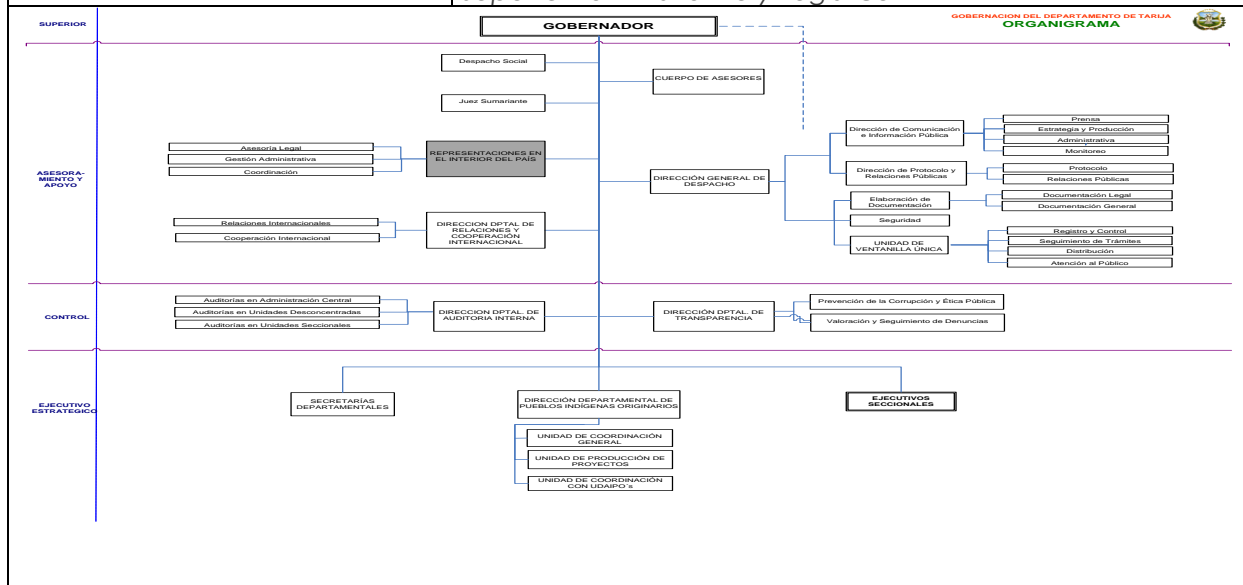 SUPERIOR
GOBERNADOR
GOBERNACION DEL DEPARTAMENTO DE TARIJA
ORGANIGRAMA
Despacho Social
CUERPO DE ASESORES
Juez Sumariante
ASESORA-
MIENTO Y
APOYO
Asesoría Legal
Gestión Administrativa
Coordinación
REPRESENTACIONES EN
EL INTERIOR DEL PAÍS
DIRECCIÓN GENERAL DE
DESPACHO
Dirección de Comunicación
e Información Pública
Prensa
Estrategia y Producción
Administrativa
Monitoreo
Dirección de Protocolo y
Relaciones Públicas
Protocolo
Relaciones Públicas
Elaboración de
Documentación
Documentación Legal
Documentación General
Seguridad
UNIDAD DE
VENTANILLA ÚNICA
Registro y Control
Seguimiento de Trámites
Distribución
Atención al Público
Relaciones Internacionales
Cooperación Internacional
DIRECCION DPTAL DE
RELACIONES Y
COOPERACIÓN
INTERNACIONAL
CONTROL
Auditorías en Administración Central
Auditorías en Unidades Desconcentradas
Auditorías en Unidades Seccionales
DIRECCION DPTAL. DE
AUDITORIA INTERNA
DIRECCIÓN DPTAL. DE
TRANSPARENCIA
Prevención de la Corrupción y Ética Pública
Valoración y Seguimiento de Denuncias
EJECUTIVO
ESTRATEGICO
SECRETARÍAS
DEPARTAMENTALES
DIRECCIÓN DEPARTAMENTAL DE
PUEBLOS INDÍGENAS ORIGINARIOS
EJECUTIVOS
SECCIONALES
UNIDAD DE COORDINACIÓN
GENERAL
UNIDAD DE PRODUCCIÓN DE
PROYECTOS
UNIDAD DE COORDINACIÓN
CON UDAIPO´s